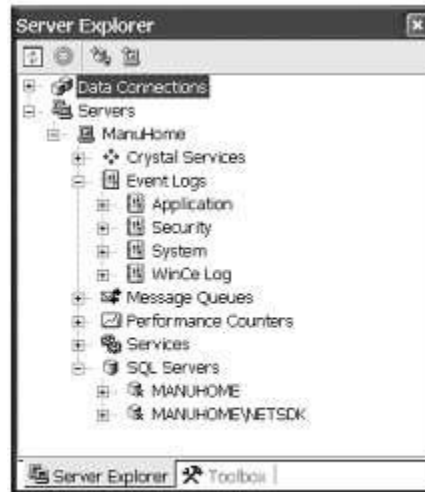 Server Explorer
Data Connections
Servers
ManuHome
Crystal Services
Event Logs
Application
Security
System
WinCe Log
Message Queues
Performance Counters
Services
SQL Servers
MANUHOME
MANUHOME\NETSDK
Server Explorer Toolbox